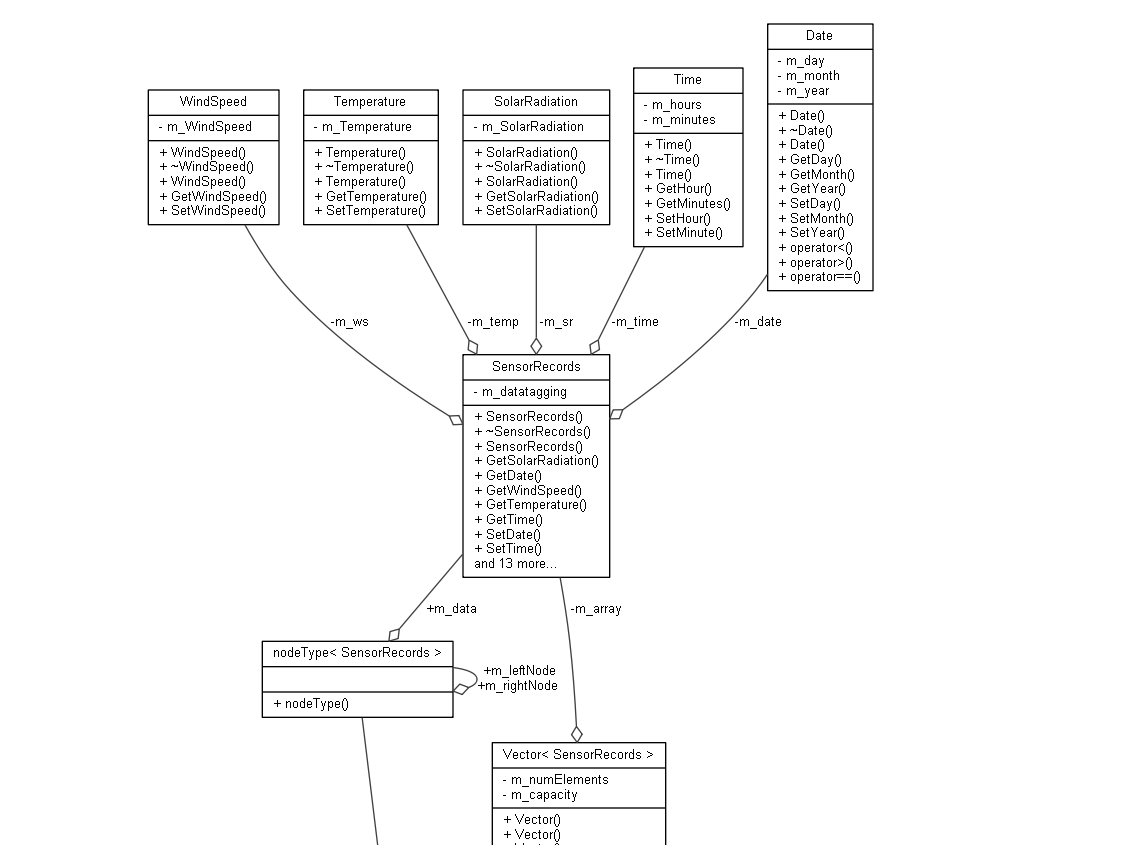 WindSpeed
- m_WindSpeed
+ WindSpeed()
+ ~WindSpeed()
+ WindSpeed()
+ GetWindSpeed()
+ SetWindSpeed()
Temperature
- m_Temperature
+ Temperature()
+ ~Temperature()
+ Temperature()
+ GetTemperature()
+ SetTemperature()
SolarRadiation
- m_SolarRadiation
+ SolarRadiation()
+ ~SolarRadiation()
+ SolarRadiation()
+ GetSolarRadiation()
+ SetSolarRadiation()
Time
- m_hours
- m_minutes
+ Time()
+ ~Time()
+ Time()
+ GetHour()
+ GetMinutes()
+ SetHour()
+ SetMinute()
Date
- m_day
- m_month
- m_year
+ Date()
+ ~Date()
+ Date()
+ GetDay()
+ GetMonth()
+ GetYear()
+ SetDay()
+ SetMonth()
+ SetYear()
+ operator<()
+ operator>()
+ operator==()
-m_ws
-m_temp
-m_sr
-m_time
-m_date
SensorRecords
- m_datatagging
+ SensorRecords()
+ ~SensorRecords()
+ SensorRecords()
+ GetSolarRadiation()
+ GetDate()
+ GetWindSpeed()
+ GetTemperature()
+ GetTime()
+ SetDate()
+ SetTime()
and 13 more...
+m_data
-m_array
nodeType< SensorRecords >
+ nodeType()
+m_leftNode
+m_rightNode
Vector< SensorRecords >
- m_numElements
- m_capacity
+ Vector()
+ Vector()